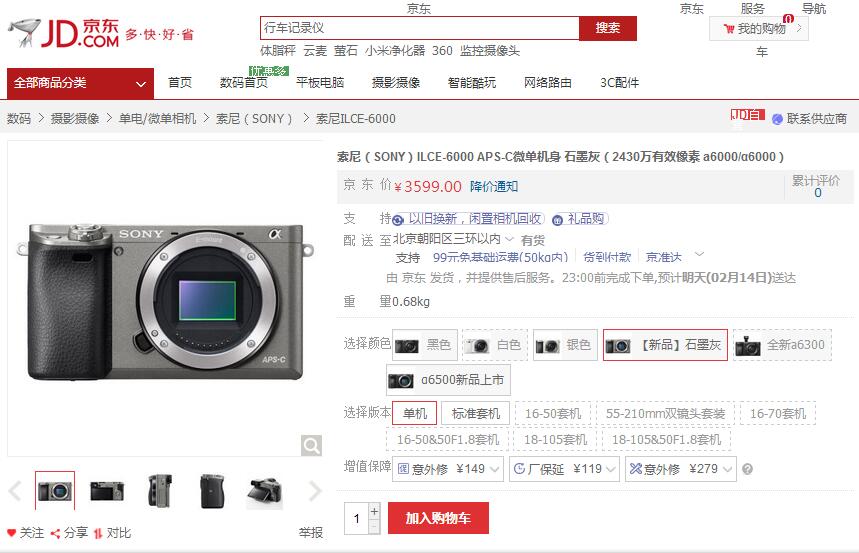 京东
京东 服务 导航
JD 京东 .COM 多·快·好·省
行车记录仪 搜索
我的购物车 0
体脂秤 云麦 萤石 小米净化器 360 监控摄像头
优惠多
全部商品分类 首页 数码首页 平板电脑 摄影摄像 智能酷玩 网络路由 3C配件
数码 > 摄影摄像 > 单电/微单相机 > 索尼（SONY） > 索尼ILCE-6000 JD自 联系供应商
索尼（SONY）ILCE-6000 APS-C微单机身 石墨灰（2430万有效像素 a6000/α6000）
京东价 ¥3599.00 降价通知 累计评价
0
支持 以旧换新，闲置相机回收 礼品购
配送至 北京朝阳区三环以内 有货
支持 99元免基础运费(50kg内) 货到付款 京准达
由 京东 发货，并提供售后服务。23:00前完成下单,预计明天(02月14日)送达
重量 0.68kg
SONY α
E-mount
APS-C
选择颜色 黑色 白色 银色 【新品】石墨灰 全新a6300
α6500新品上市
选择版本 单机 标准套机 16-50套机 55-210mm双镜头套装 16-70套机
16-50&50F1.8套机 18-105套机 18-105&50F1.8套机
增值保障 意外修 ¥149 厂保延 ¥119 意外修 ¥279
1 + - 加入购物车
关注 分享 对比 举报